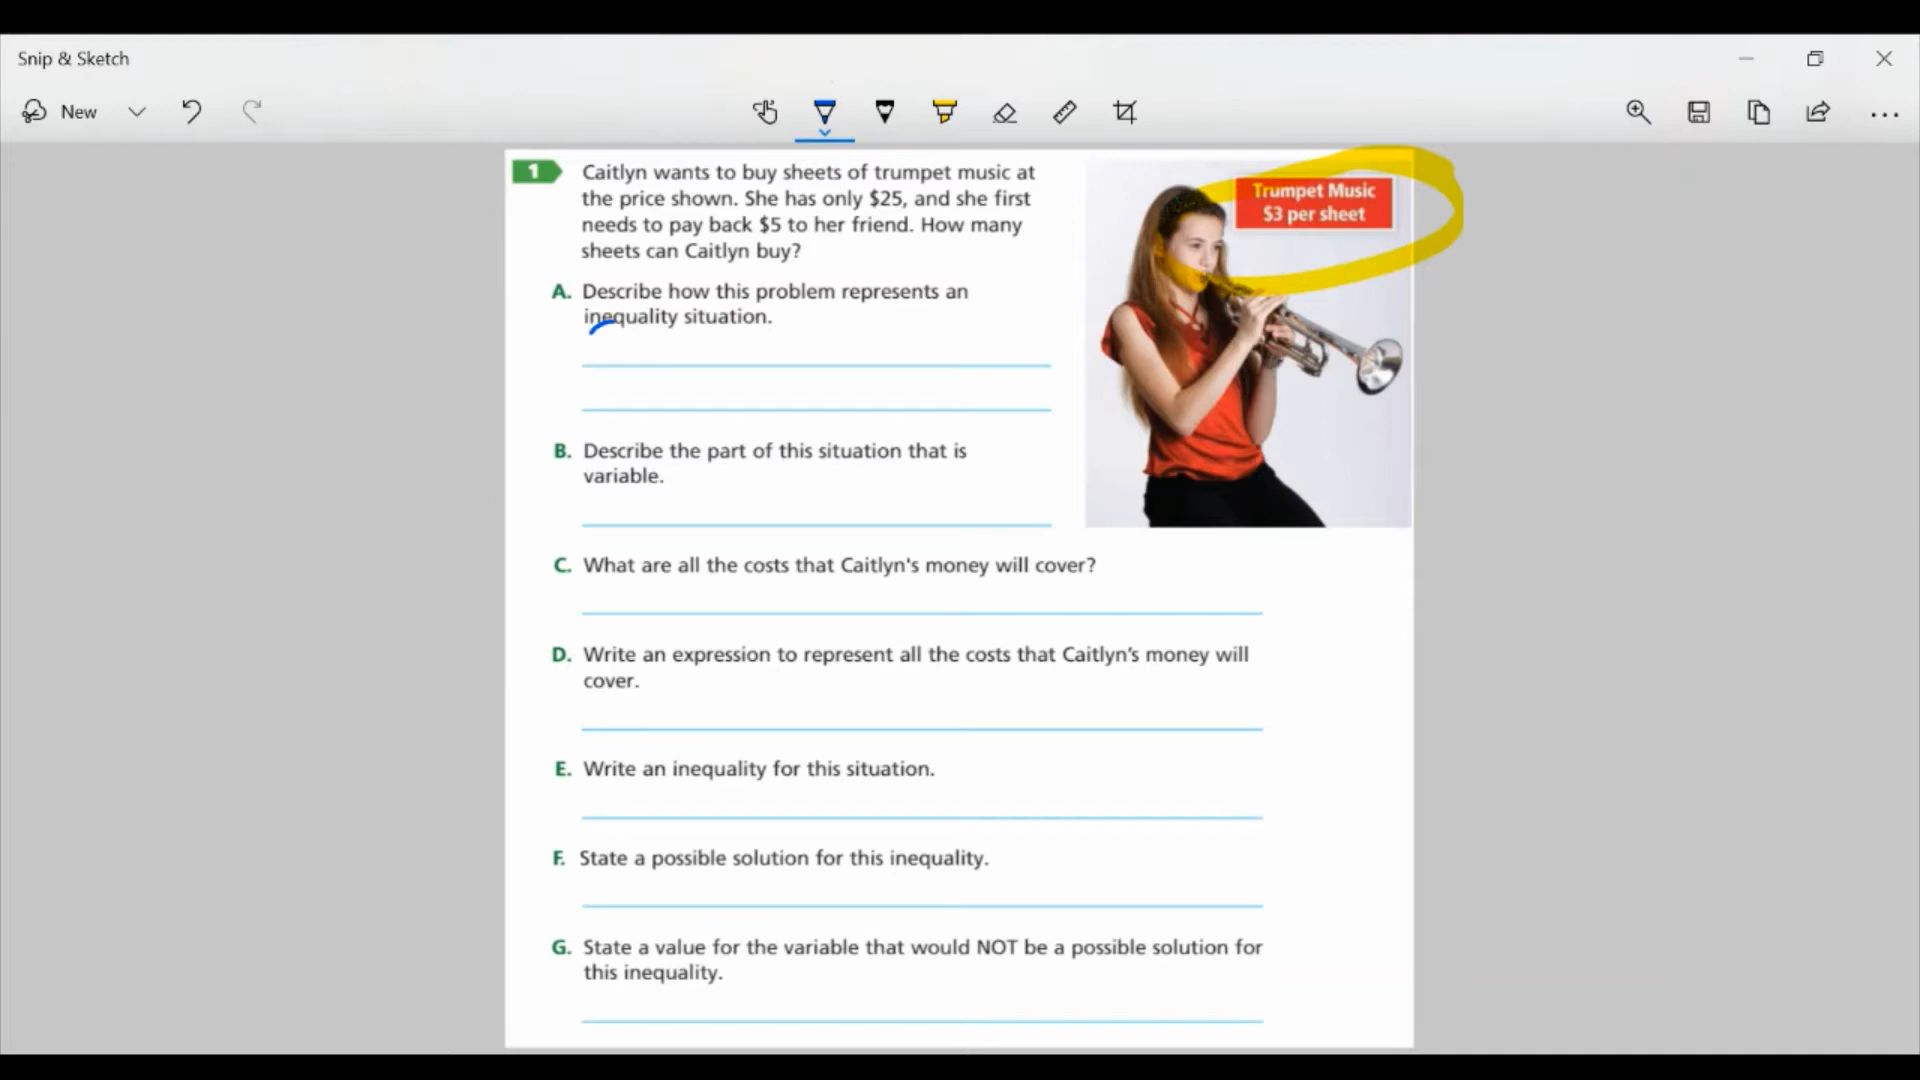 Snip & Sketch
New
1
Caitlyn wants to buy sheets of trumpet music at
the price shown. She has only $25, and she first
needs to pay back $5 to her friend. How many
sheets can Caitlyn buy?
Trumpet Music
$3 per sheet
A. Describe how this problem represents an
inequality situation.
B. Describe the part of this situation that is
variable.
C. What are all the costs that Caitlyn's money will cover?
D. Write an expression to represent all the costs that Caitlyn's money will
cover.
E. Write an inequality for this situation.
F. State a possible solution for this inequality.
G. State a value for the variable that would NOT be a possible solution for
this inequality.